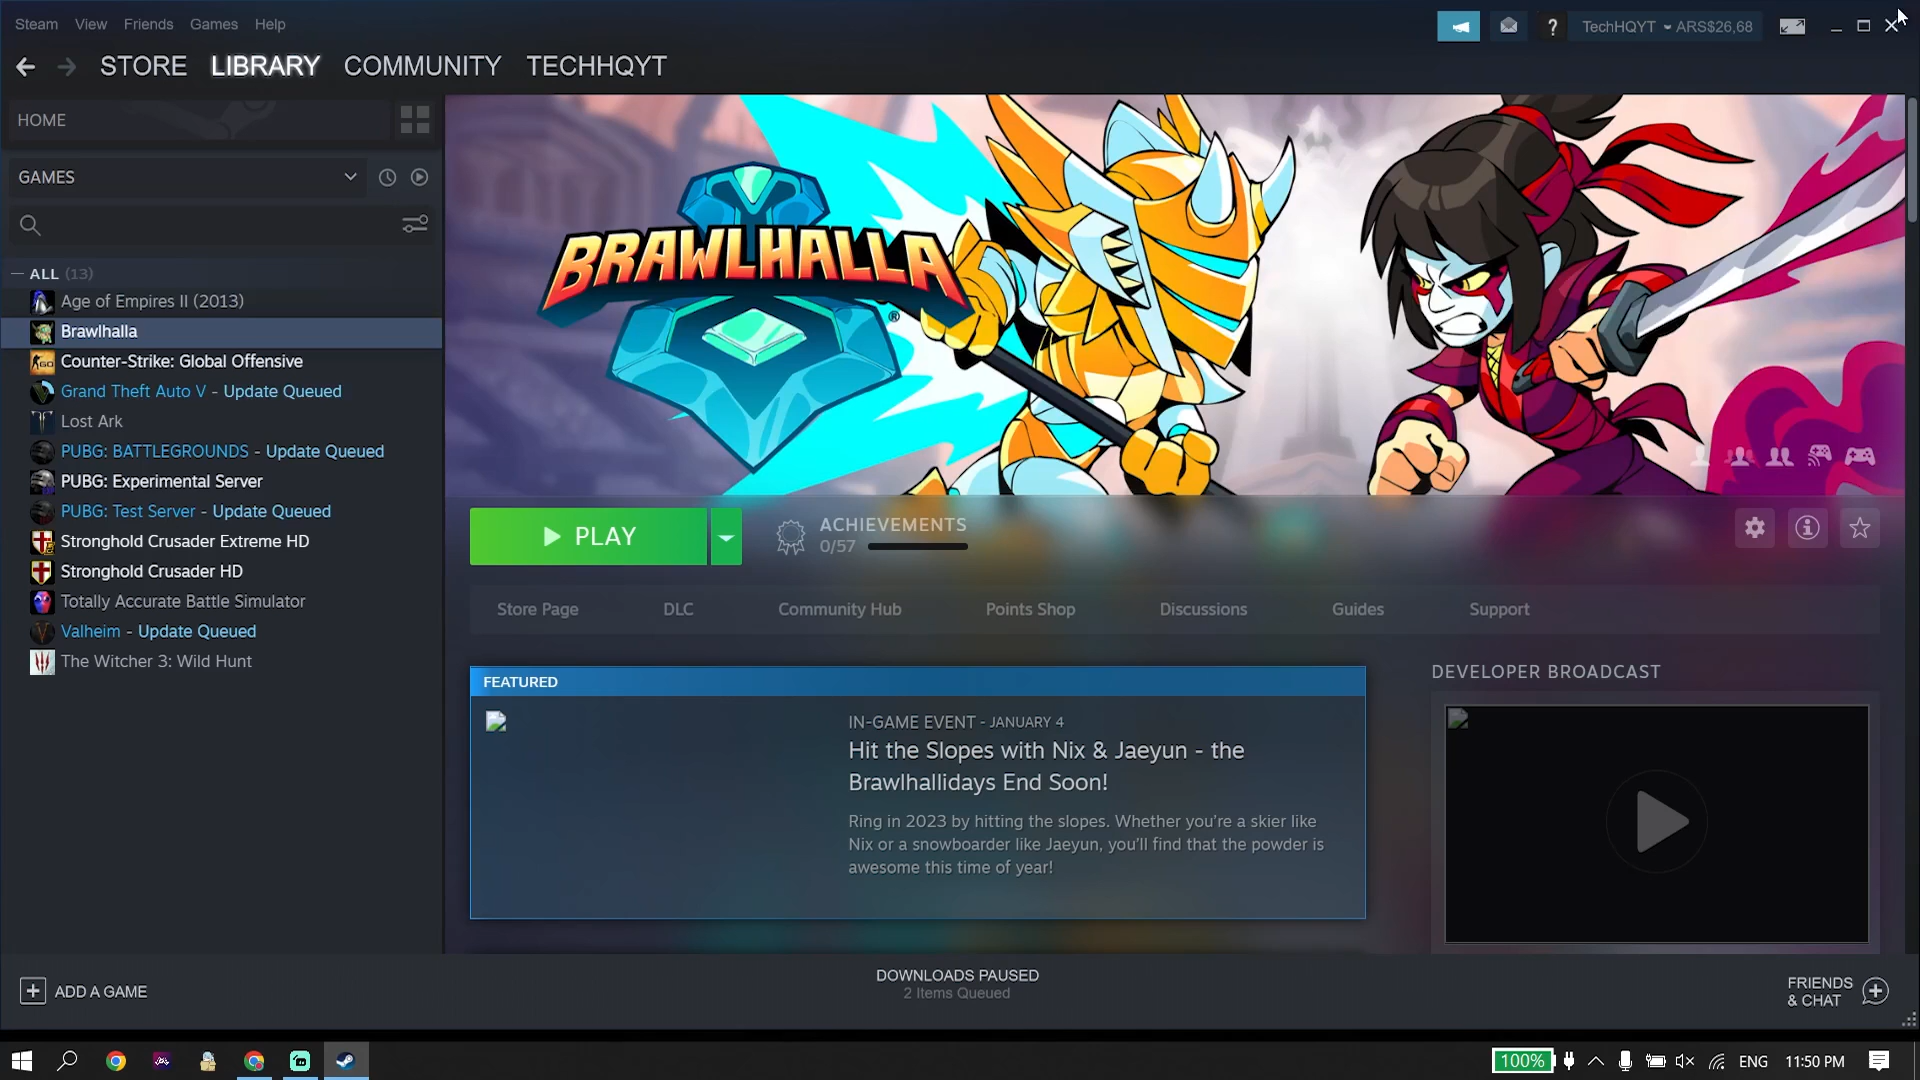 Steam View Friends Games Help
? TechHQYT ARS$26,68
STORE LIBRARY COMMUNITY TECHHQYT
HOME
GAMES
ALL (13)
Age of Empires II (2013)
Brawlhalla
Counter-Strike: Global Offensive
Grand Theft Auto V - Update Queued
Lost Ark
PUBG: BATTLEGROUNDS - Update Queued
PUBG: Experimental Server
PUBG: Test Server - Update Queued
Stronghold Crusader Extreme HD
Stronghold Crusader HD
Totally Accurate Battle Simulator
Valheim - Update Queued
The Witcher 3: Wild Hunt
BRAWLHALLA®
PLAY
ACHIEVEMENTS
0/57
Store Page DLC Community Hub Points Shop Discussions Guides Support
FEATURED
IN-GAME EVENT - JANUARY 4
Hit the Slopes with Nix & Jaeyun - the
Brawlhallidays End Soon!
Ring in 2023 by hitting the slopes. Whether you're a skier like
Nix or a snowboarder like Jaeyun, you'll find that the powder is
awesome this time of year!
DEVELOPER BROADCAST
ADD A GAME
DOWNLOADS PAUSED
2 Items Queued
FRIENDS
& CHAT
100% ENG 11:50 PM